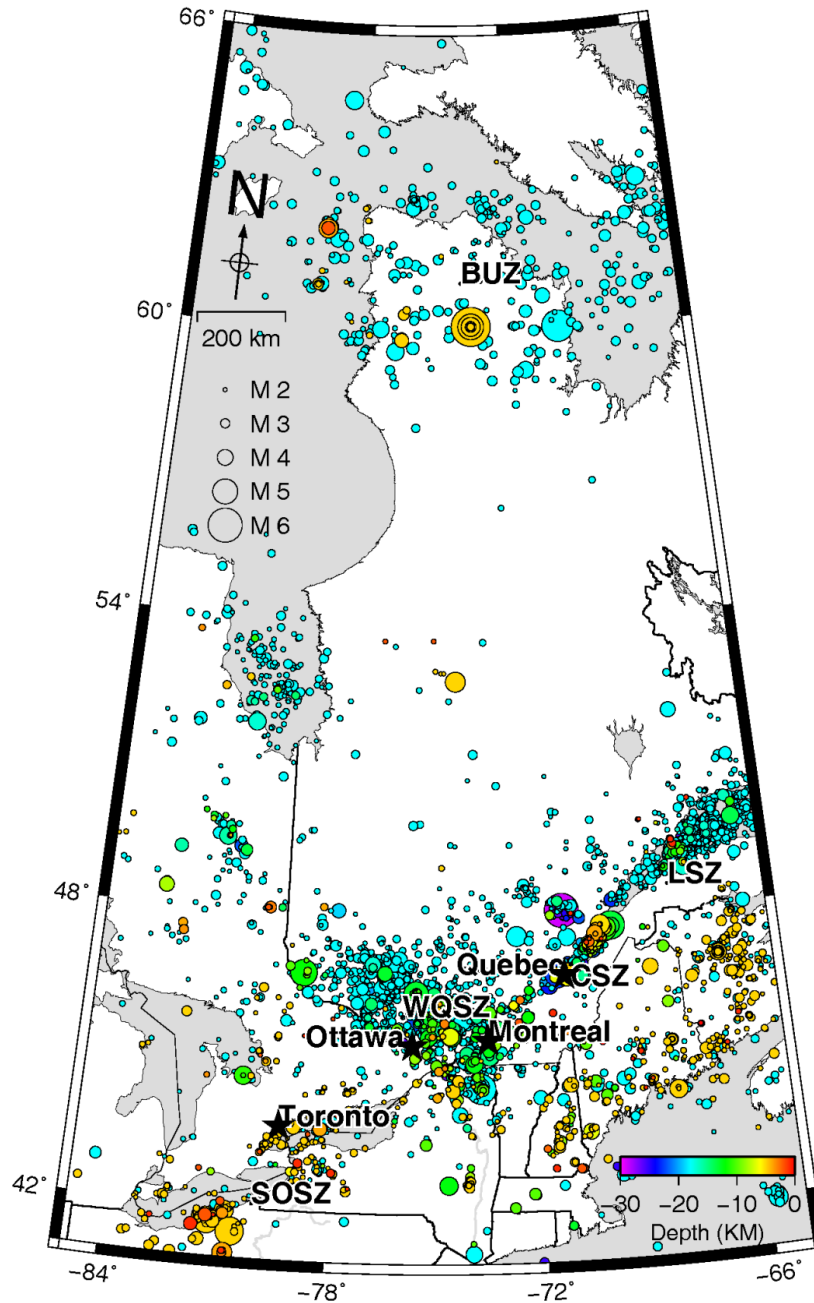 66°
N
BUZ
60°
200 km
M 2
M 3
M 4
M 5
M 6
54°
48°
LSZ
Quebec
CSZ
WQSZ
Ottawa
Montreal
Toronto
42°
SOSZ
-30 -20 -10 0
Depth (KM)
-84° -78° -72° -66°